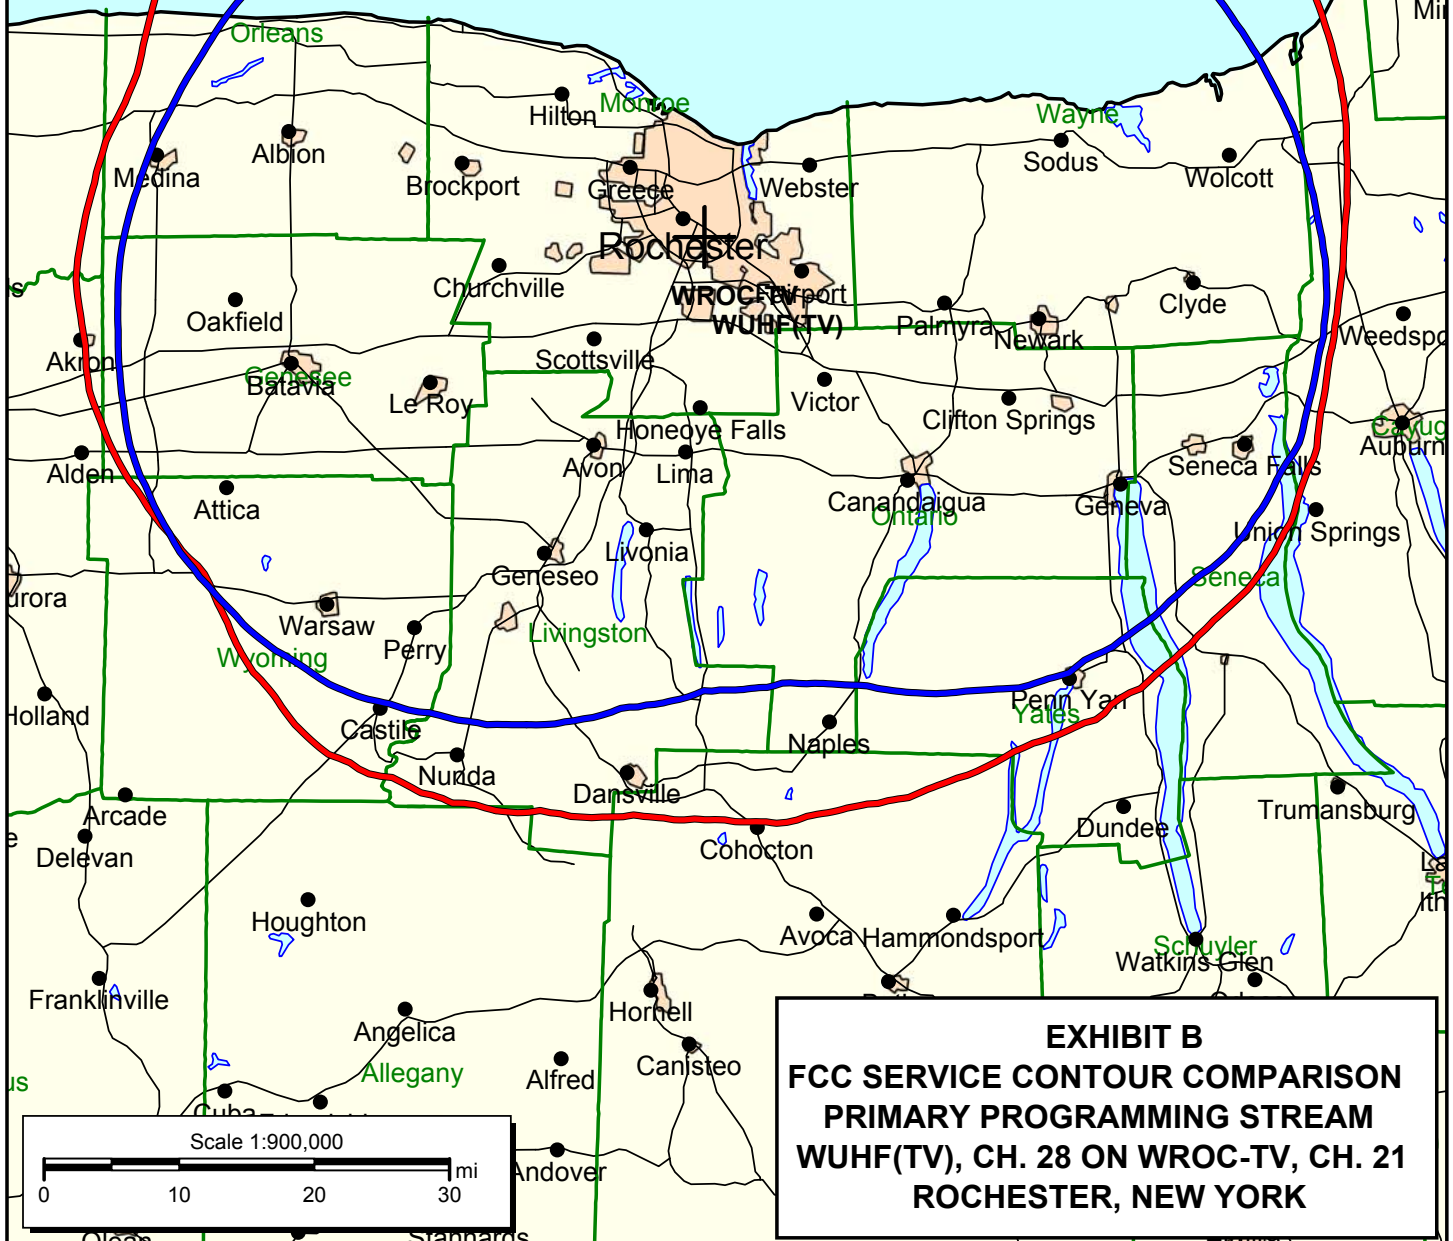 Orleans
Monroe
Hilton
Wayne
Albion
Medina
Brockport
Greece
Webster
Sodus
Wolcott
Rochester
Churchville
WROC-TV
Fairport
Clyde
Oakfield
WUHF(TV)
Palmyra
Newark
Akron
Scottsville
Genesee
Batavia
Le Roy
Victor
Clifton Springs
Honeoye Falls
Auburn
Alden
Avon
Lima
Seneca Falls
Attica
Canandaigua
Ontario
Geneva
Union Springs
Livonia
Geneseo
Seneca
Warsaw
Livingston
Perry
Wyoming
Holland
Castile
Penn Yan
Yates
Naples
Nunda
Dansville
Arcade
Trumansburg
Dundee
Delevan
Cohocton
Houghton
Avoca
Hammondsport
Schuyler
Watkins Glen
Franklinville
Hornell
Angelica
Canisteo
Allegany
Alfred
Cuba
Andover
Stannards
Olean
EXHIBIT B
FCC SERVICE CONTOUR COMPARISON
PRIMARY PROGRAMMING STREAM
WUHF(TV), CH. 28 ON WROC-TV, CH. 21
ROCHESTER, NEW YORK
Scale 1:900,000
mi
0 10 20 30